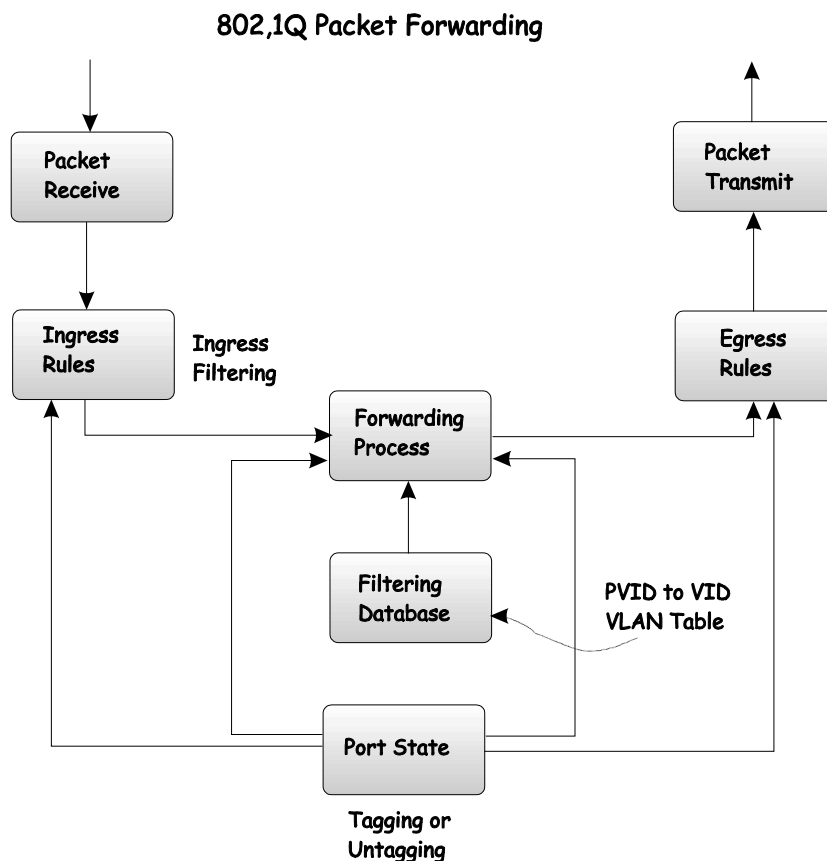 802,1Q Packet Forwarding
Packet
Receive
Packet
Transmit
Ingress
Rules
Ingress
Filtering
Egress
Rules
Forwarding
Process
Filtering
Database
PVID to VID
VLAN Table
Port State
Tagging or
Untagging